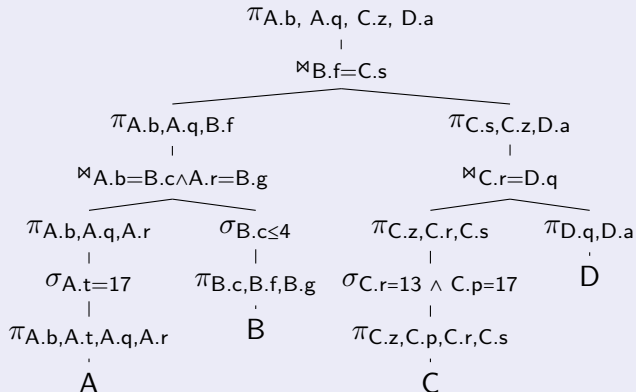 πA.b, A.q, C.z, D.a
⋈B.f=C.s
πA.b,A.q,B.f πC.s,C.z,D.a
⋈A.b=B.c∧A.r=B.g ⋈C.r=D.q
πA.b,A.q,A.r σB.c≤4 πC.z,C.r,C.s πD.q,D.a
σA.t=17 πB.c,B.f,B.g σC.r=13 ∧ C.p=17 D
πA.b,A.t,A.q,A.r B πC.z,C.p,C.r,C.s
A C